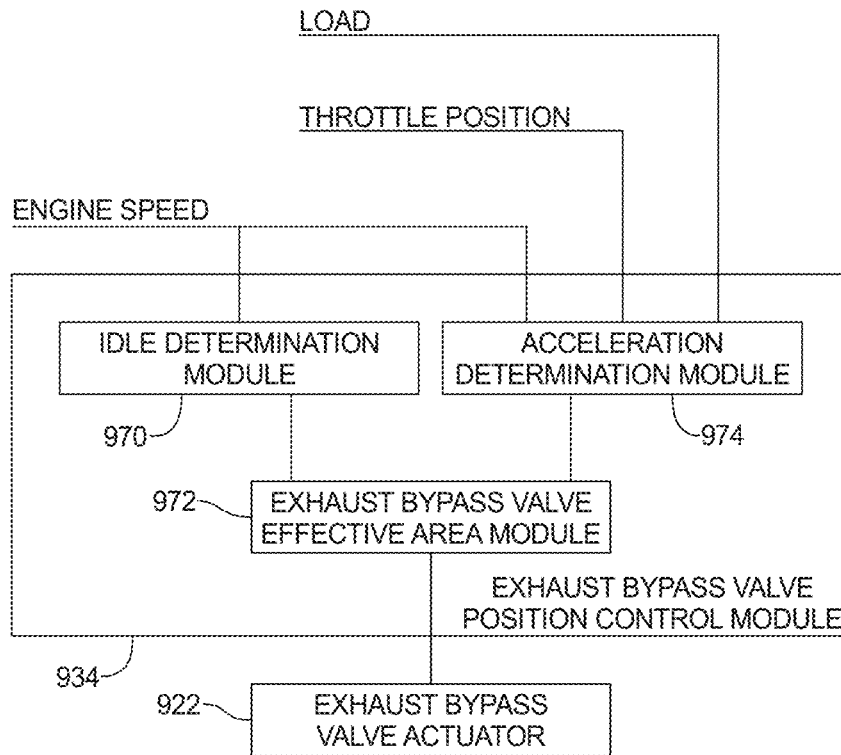 LOAD
THROTTLE POSITION
ENGINE SPEED
IDLE DETERMINATION
MODULE
ACCELERATION
DETERMINATION MODULE
970
974
972
EXHAUST BYPASS VALVE
EFFECTIVE AREA MODULE
EXHAUST BYPASS VALVE
POSITION CONTROL MODULE
934
922
EXHAUST BYPASS
VALVE ACTUATOR